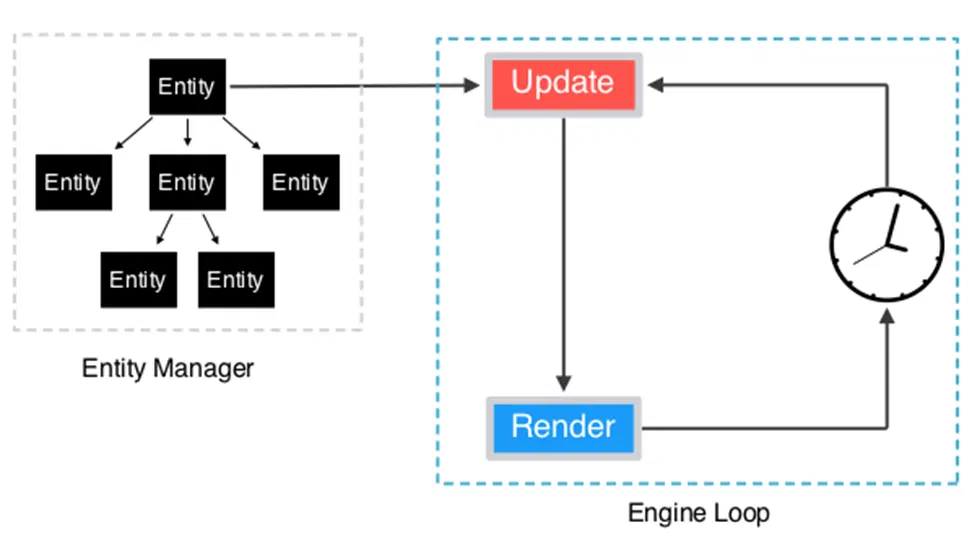 Entity
Entity
Entity
Entity
Entity
Entity
Entity Manager
Update
Render
Engine Loop